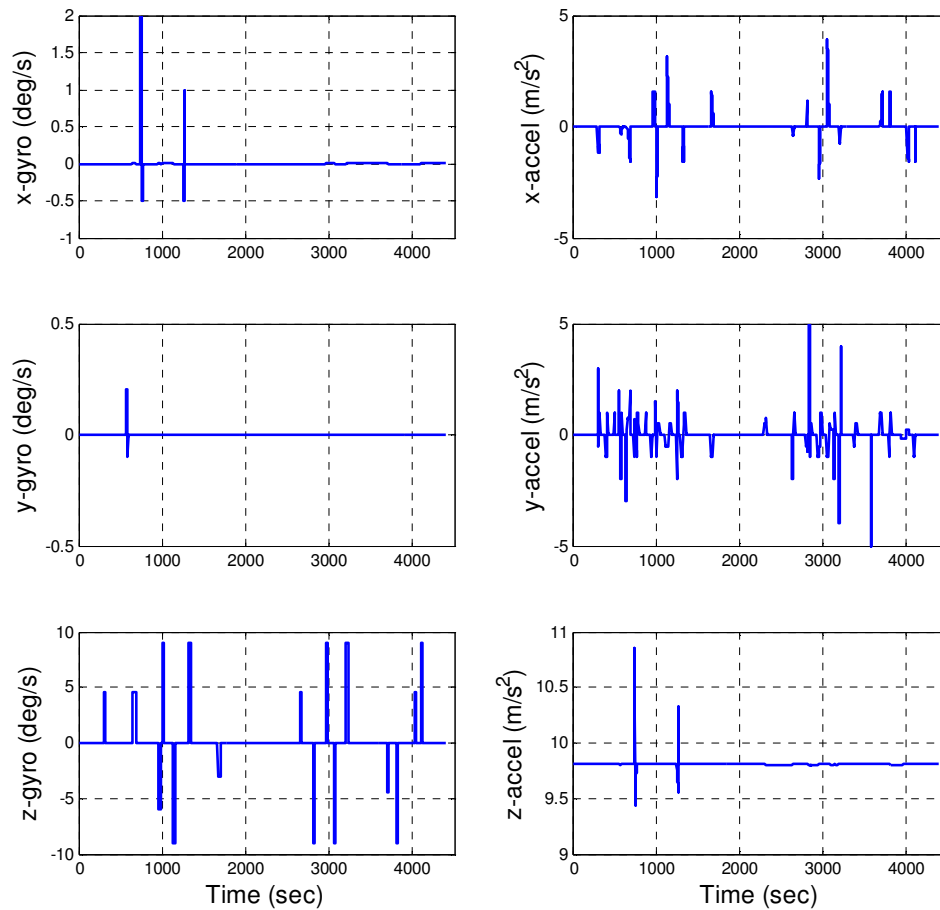 2
1.5
1
0.5
0
-0.5
-1
x-gyro (deg/s)
0 1000 2000 3000 4000
5
0
-5
x-accel (m/s²)
0 1000 2000 3000 4000
0.5
0
-0.5
y-gyro (deg/s)
0 1000 2000 3000 4000
5
0
-5
y-accel (m/s²)
0 1000 2000 3000 4000
10
5
0
-5
-10
z-gyro (deg/s)
0 1000 2000 3000 4000
Time (sec)
11
10.5
10
9.5
9
z-accel (m/s²)
0 1000 2000 3000 4000
Time (sec)